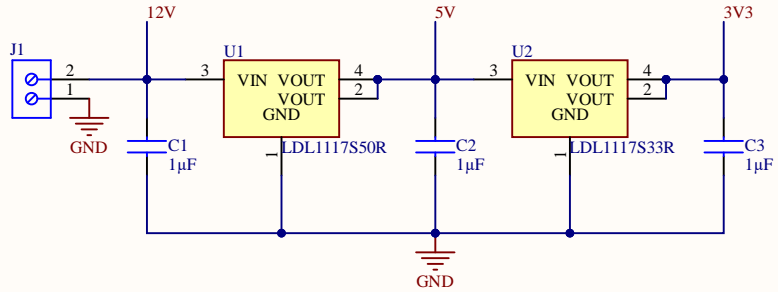 12V
5V
3V3
J1
U1
U2
2
1
3
VIN VOUT
VOUT
GND
4
2
1
LDL1117S50R
3
VIN VOUT
VOUT
GND
4
2
1
LDL1117S33R
GND
C1
1µF
C2
1µF
C3
1µF
GND